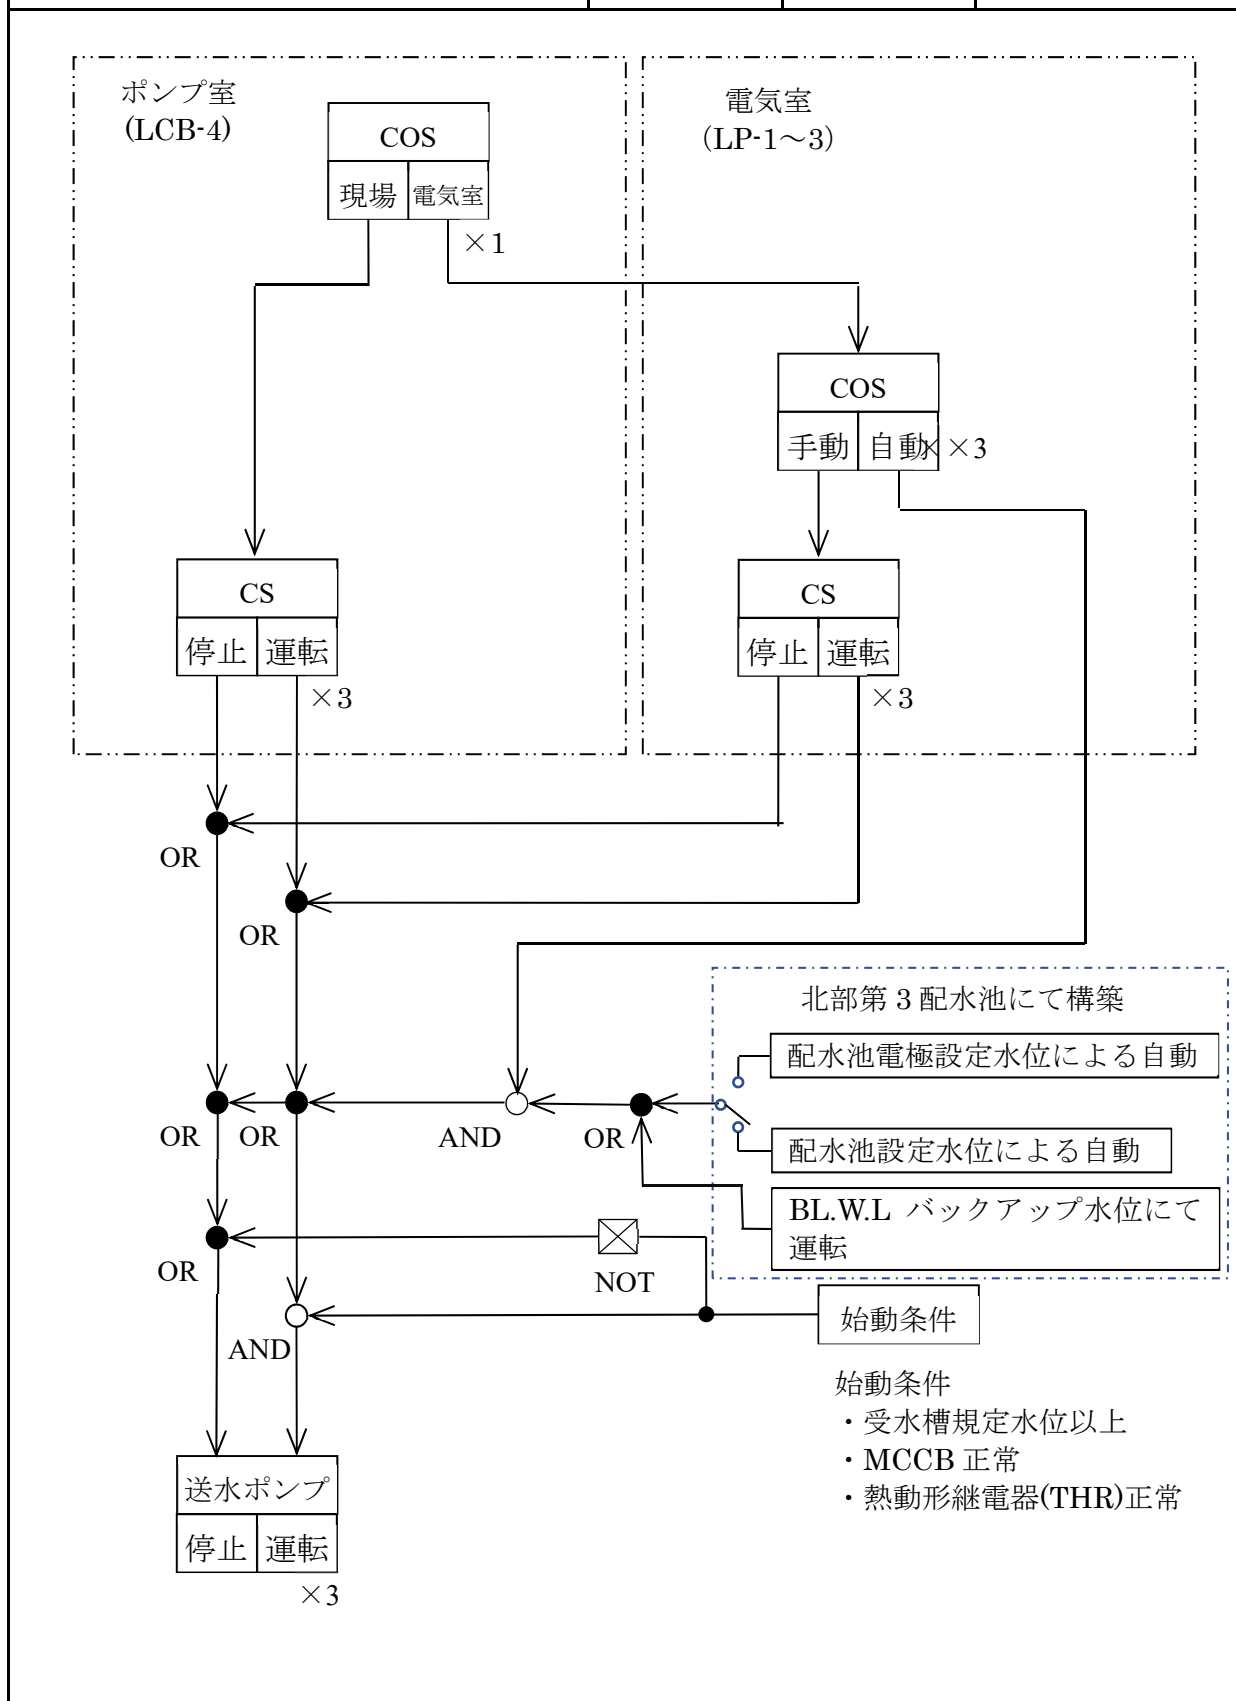 ポンプ室
(LCB-4)
電気室
(LP-1～3)
COS
現場 電気室
×1
COS
手動 自動× ×3
CS
停止 運転
×3
CS
停止 運転
×3
OR
OR
北部第3配水池にて構築
配水池電極設定水位による自動
OR
OR
AND
OR
配水池設定水位による自動
BL.W.L バックアップ水位にて
運転
OR
NOT
始動条件
AND
始動条件
・受水槽規定水位以上
・MCCB 正常
・熱動形継電器(THR)正常
送水ポンプ
停止 運転
×3